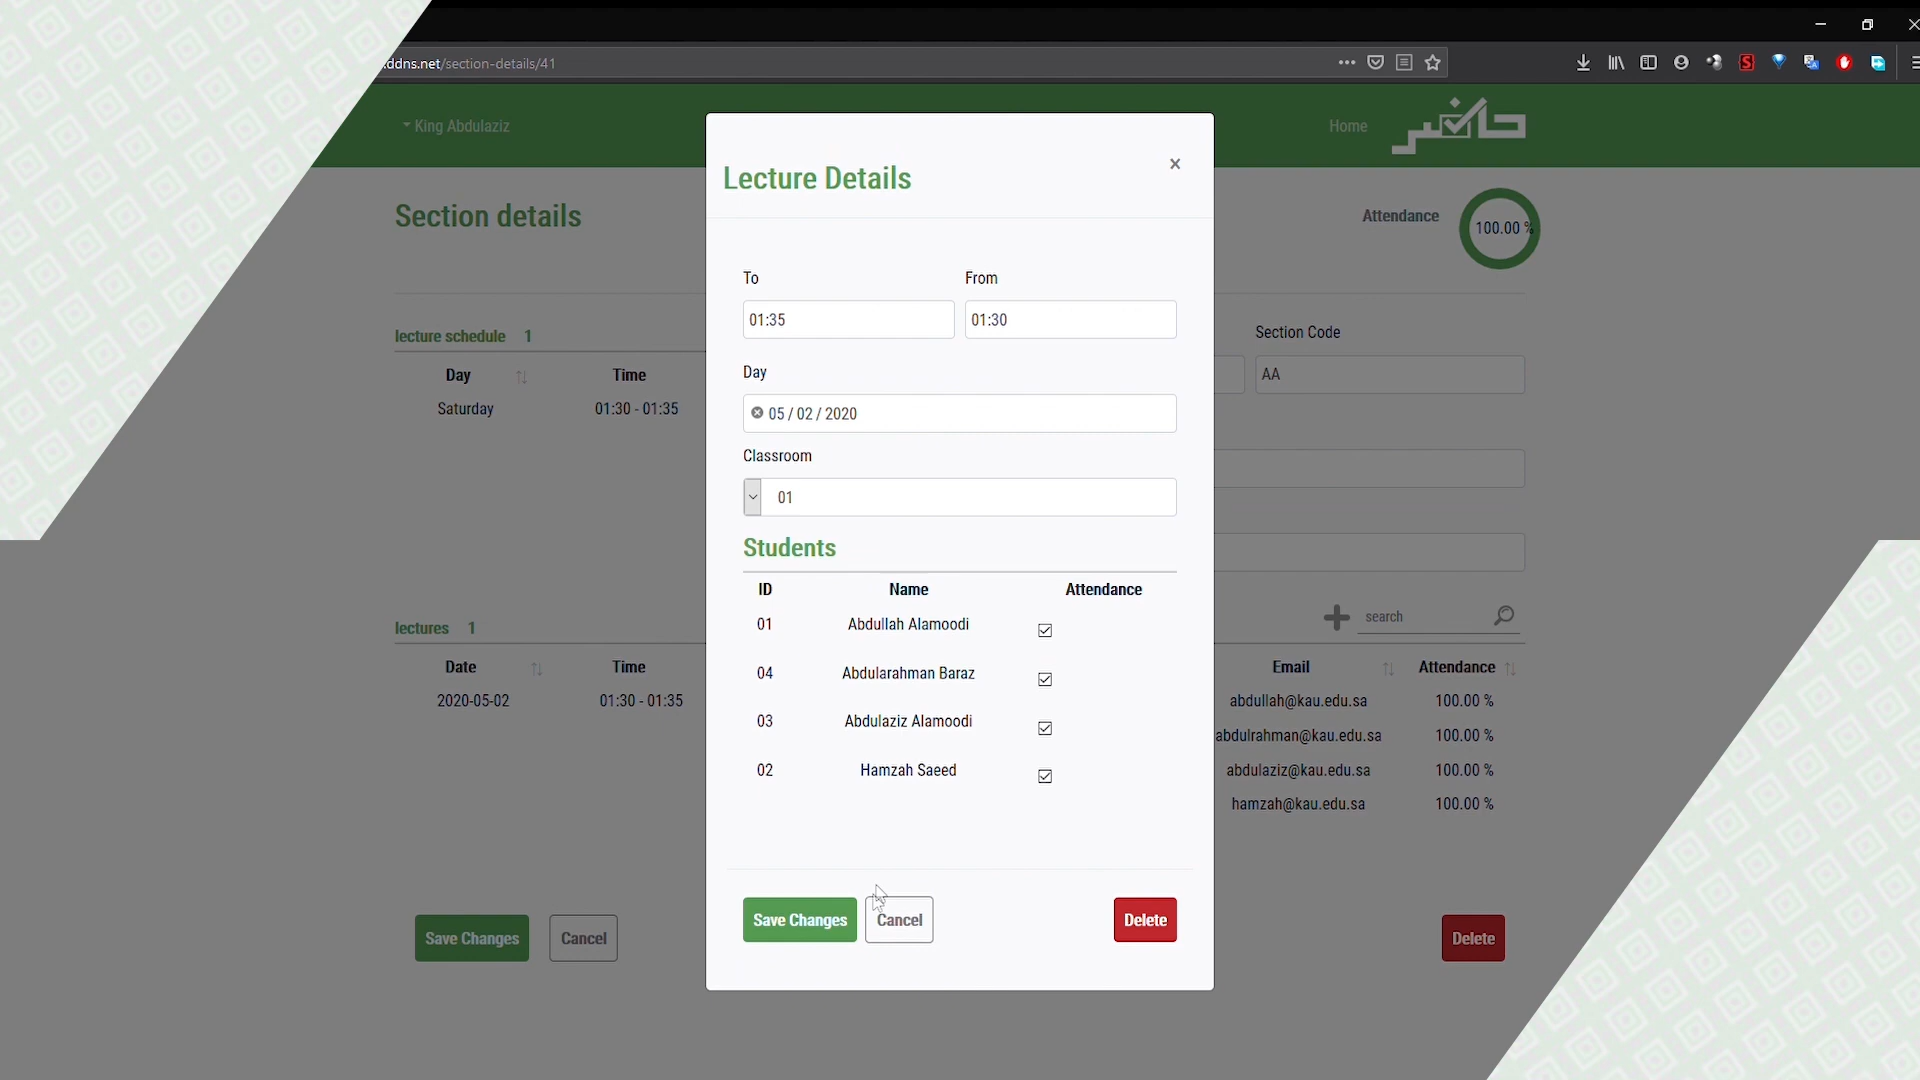 ddns.net/section-details/41
King Abdulaziz
Home
حاضر
Section details
Attendance
100.00 %
lecture schedule 1
Day Time
Saturday 01:30 - 01:35
Section Code
AA
lectures 1
Date Time
2020-05-02 01:30 - 01:35
search
Email Attendance
abdullah@kau.edu.sa 100.00 %
abdulrahman@kau.edu.sa 100.00 %
abdulaziz@kau.edu.sa 100.00 %
hamzah@kau.edu.sa 100.00 %
Save Changes Cancel Delete
Lecture Details
×
To From
01:35 01:30
Day
05 / 02 / 2020
Classroom
01
Students
ID Name Attendance
01 Abdullah Alamoodi
04 Abdularahman Baraz
03 Abdulaziz Alamoodi
02 Hamzah Saeed
Save Changes Cancel Delete